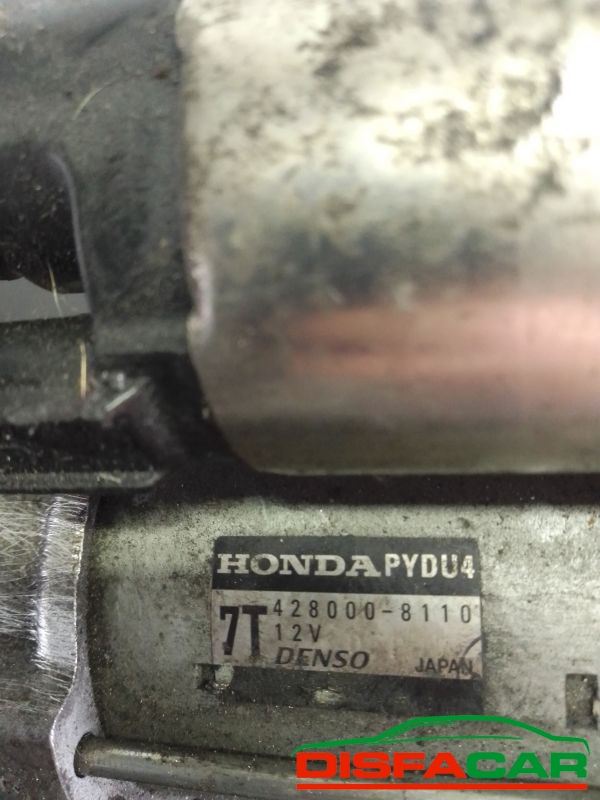 HONDA PYDU4
7T 428000-8110
12V
DENSO JAPAN
DISFACAR